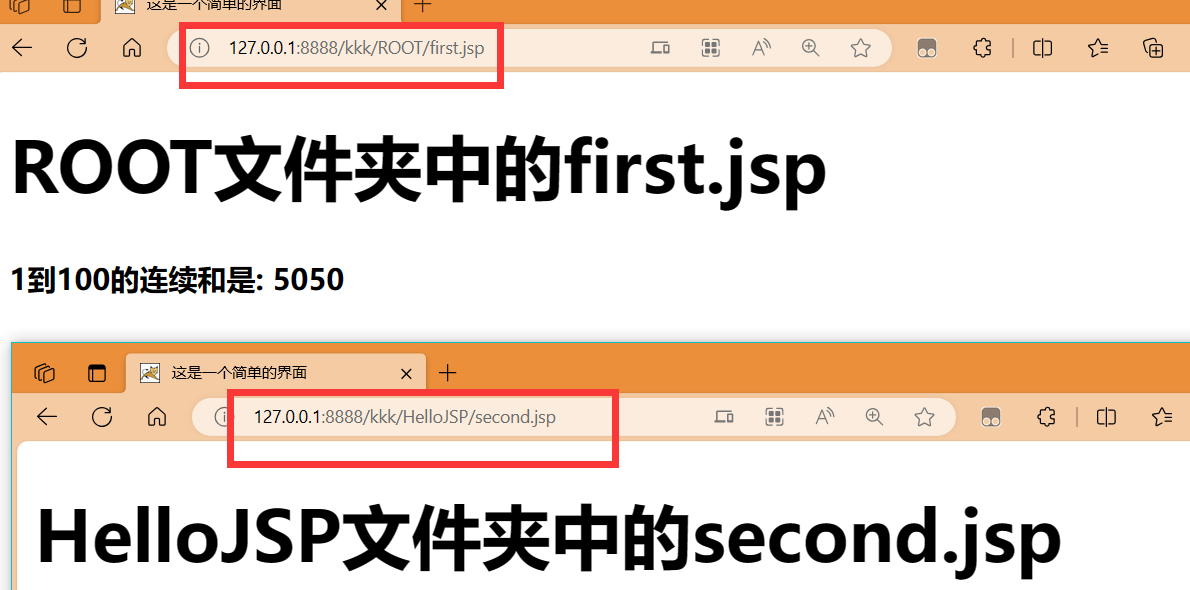 这是一个简单的界面
127.0.0.1:8888/kkk/ROOT/first.jsp
ROOT文件夹中的first.jsp
1到100的连续和是: 5050
这是一个简单的界面
127.0.0.1:8888/kkk/HelloJSP/second.jsp
HelloJSP文件夹中的second.jsp